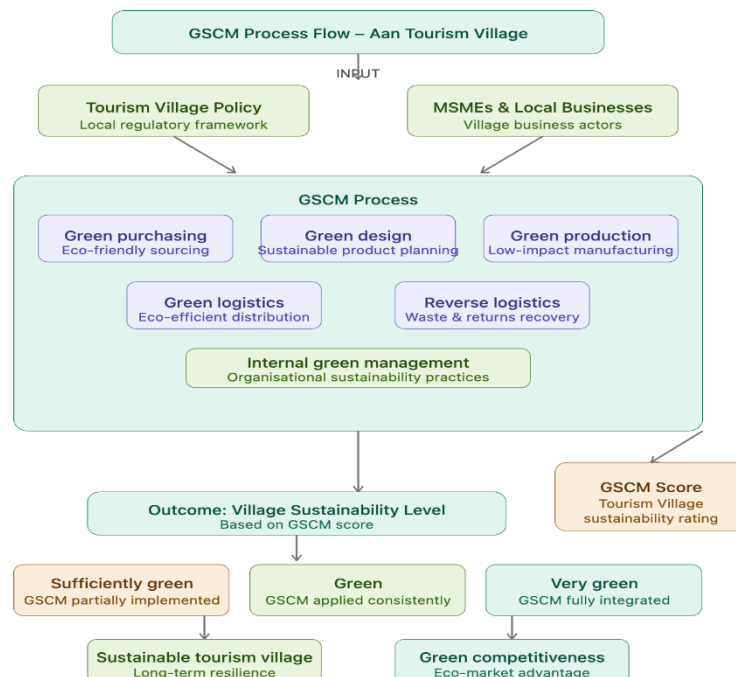 GSCM Process Flow – Aan Tourism Village
INPUT
Tourism Village Policy
Local regulatory framework
MSMEs & Local Businesses
Village business actors
GSCM Process
Green purchasing
Eco-friendly sourcing
Green design
Sustainable product planning
Green production
Low-impact manufacturing
Green logistics
Eco-efficient distribution
Reverse logistics
Waste & returns recovery
Internal green management
Organisational sustainability practices
GSCM Score
Tourism Village
sustainability rating
Outcome: Village Sustainability Level
Based on GSCM score
Sufficiently green
GSCM partially implemented
Green
GSCM applied consistently
Very green
GSCM fully integrated
Sustainable tourism village
Long-term resilience
Green competitiveness
Eco-market advantage